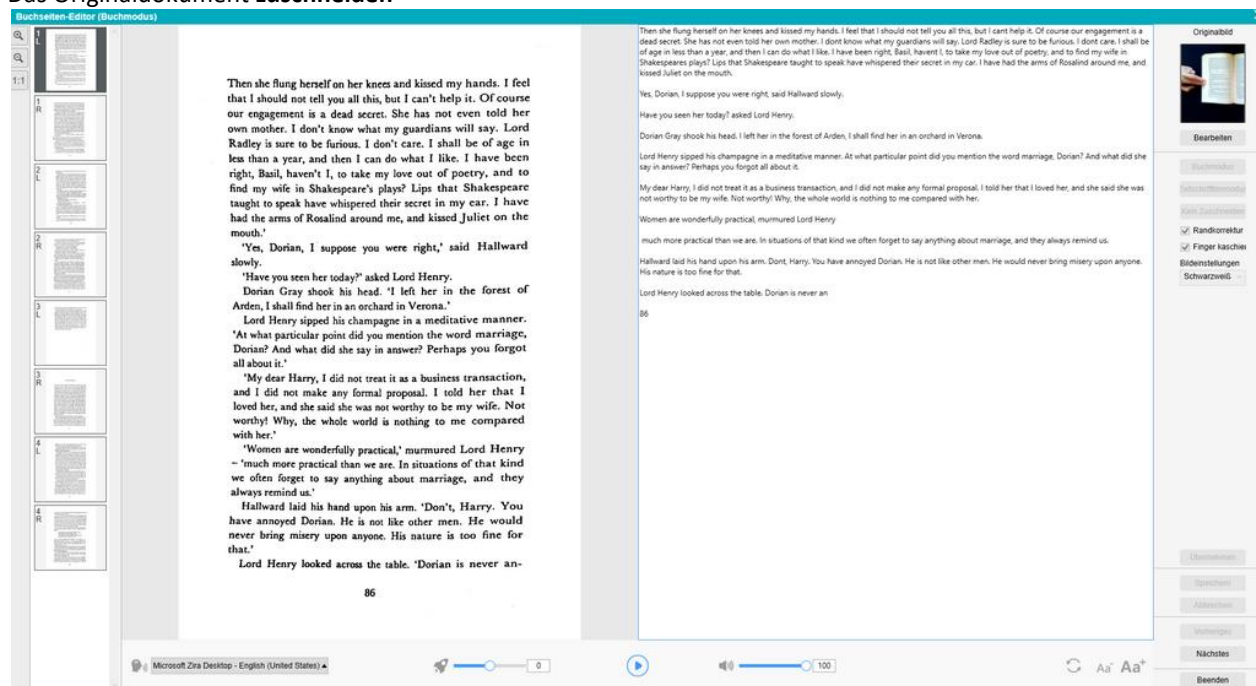 Das Originaldokument zuschneiden
Buchseiten-Editor (Buchmodus)
1:1
1
L
1
R
2
L
2
R
3
L
3
R
4
L
4
R
Then she flung herself on her knees and kissed my hands. I feel
that I should not tell you all this, but I can't help it. Of course
our engagement is a dead secret. She has not even told her
own mother. I don't know what my guardians will say. Lord
Radley is sure to be furious. I don't care. I shall be of age in
less than a year, and then I can do what I like. I have been
right, Basil, haven't I, to take my love out of poetry, and to
find my wife in Shakespeare's plays? Lips that Shakespeare
taught to speak have whispered their secret in my ear. I have
had the arms of Rosalind around me, and kissed Juliet on the
mouth.'
'Yes, Dorian, I suppose you were right,' said Hallward
slowly.
'Have you seen her today?' asked Lord Henry.
Dorian Gray shook his head. 'I left her in the forest of
Arden, I shall find her in an orchard in Verona.'
Lord Henry sipped his champagne in a meditative manner.
'At what particular point did you mention the word marriage,
Dorian? And what did she say in answer? Perhaps you forgot
all about it.'
'My dear Harry, I did not treat it as a business transaction,
and I did not make any formal proposal. I told her that I
loved her, and she said she was not worthy to be my wife. Not
worthy! Why, the whole world is nothing to me compared
with her.'
'Women are wonderfully practical,' murmured Lord Henry
– 'much more practical than we are. In situations of that kind
we often forget to say anything about marriage, and they
always remind us.'
Hallward laid his hand upon his arm. 'Don't, Harry. You
have annoyed Dorian. He is not like other men. He would
never bring misery upon anyone. His nature is too fine for
that.'
Lord Henry looked across the table. 'Dorian is never an-
86
Then she flung herself on her knees and kissed my hands. I feel that I should not tell you all this, but I cant help it. Of course our engagement is a
dead secret. She has not even told her own mother. I dont know what my guardians will say. Lord Radley is sure to be furious. I dont care. I shall be
of age in less than a year, and then I can do what I like. I have been right, Basil, havent I, to take my love out of poetry, and to find my wife in
Shakespeares plays? Lips that Shakespeare taught to speak have whispered their secret in my car. I have had the arms of Rosalind around me, and
kissed Juliet on the mouth.
Yes, Dorian, I suppose you were right, said Hallward slowly.
Have you seen her today? asked Lord Henry.
Dorian Gray shook his head. I left her in the forest of Arden, I shall find her in an orchard in Verona.
Lord Henry sipped his champagne in a meditative manner. At what particular point did you mention the word marriage, Dorian? And what did she
say in answer? Perhaps you forgot all about it.
My dear Harry, I did not treat it as a business transaction, and I did not make any formal proposal. I told her that I loved her, and she said she was
not worthy to be my wife. Not worthy! Why, the whole world is nothing to me compared with her.
Women are wonderfully practical, murmured Lord Henry
much more practical than we are. In situations of that kind we often forget to say anything about marriage, and they always remind us.
Hallward laid his hand upon his arm. Dont, Harry. You have annoyed Dorian. He is not like other men. He would never bring misery upon anyone.
His nature is too fine for that.
Lord Henry looked across the table. Dorian is never an
86
Originalbild
Bearbeiten
Buchmodus
Kein Zuschneiden
Randkorrektur
Finger kaschier
Bildeinstellungen
Schwarzweiß
Übernehmen
Speichern
Abbrechen
Vorheriges
Nächstes
Beenden
Microsoft Zira Desktop - English (United States)
0
100
Aa-
Aa+